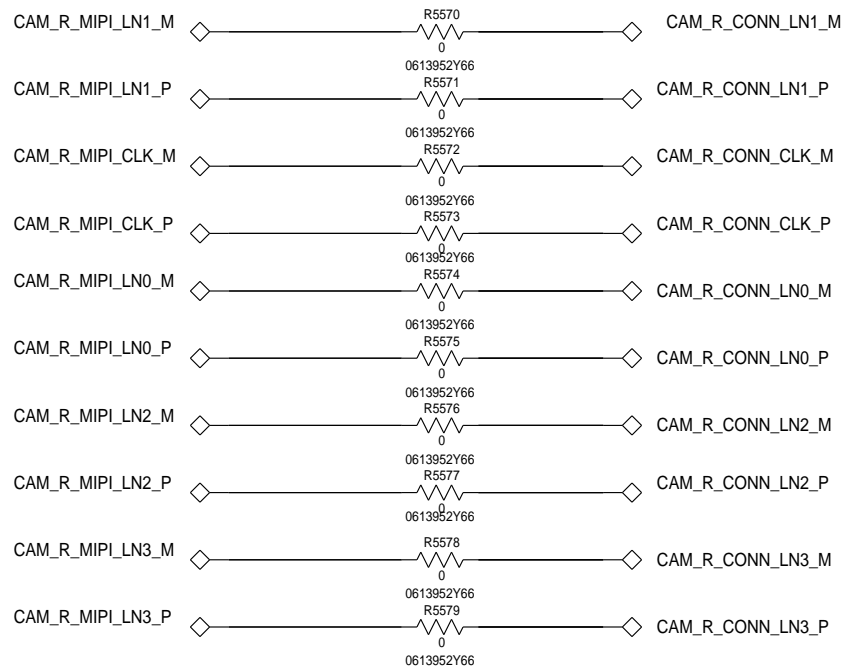 R5570
CAM_R_MIPI_LN1_M CAM_R_CONN_LN1_M
0
0613952Y66
R5571
CAM_R_MIPI_LN1_P CAM_R_CONN_LN1_P
0
0613952Y66
R5572
CAM_R_MIPI_CLK_M CAM_R_CONN_CLK_M
0
0613952Y66
R5573
CAM_R_MIPI_CLK_P CAM_R_CONN_CLK_P
0
0613952Y66
R5574
CAM_R_MIPI_LN0_M CAM_R_CONN_LN0_M
0
0613952Y66
R5575
CAM_R_MIPI_LN0_P CAM_R_CONN_LN0_P
0
0613952Y66
R5576
CAM_R_MIPI_LN2_M CAM_R_CONN_LN2_M
0
0613952Y66
R5577
CAM_R_MIPI_LN2_P CAM_R_CONN_LN2_P
0
0613952Y66
R5578
CAM_R_MIPI_LN3_M CAM_R_CONN_LN3_M
0
0613952Y66
R5579
CAM_R_MIPI_LN3_P CAM_R_CONN_LN3_P
0
0613952Y66